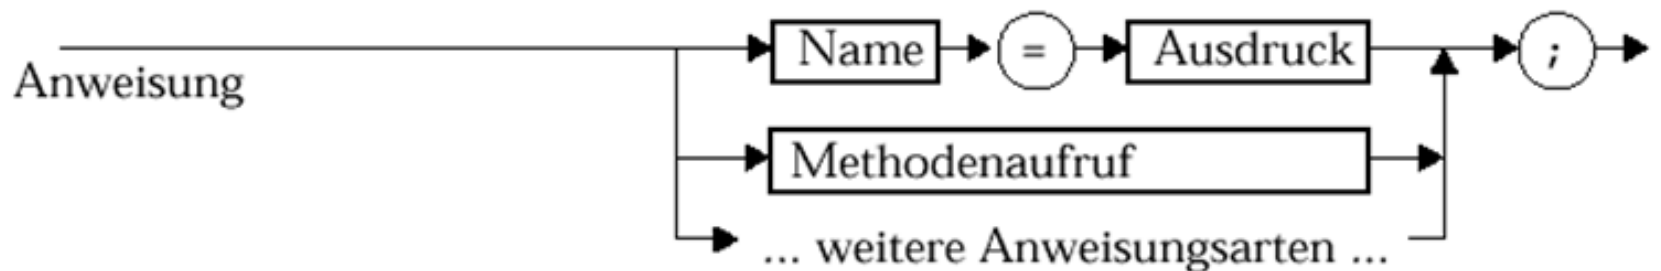 Name = Ausdruck ;
Anweisung
Methodenaufruf
... weitere Anweisungsarten ...